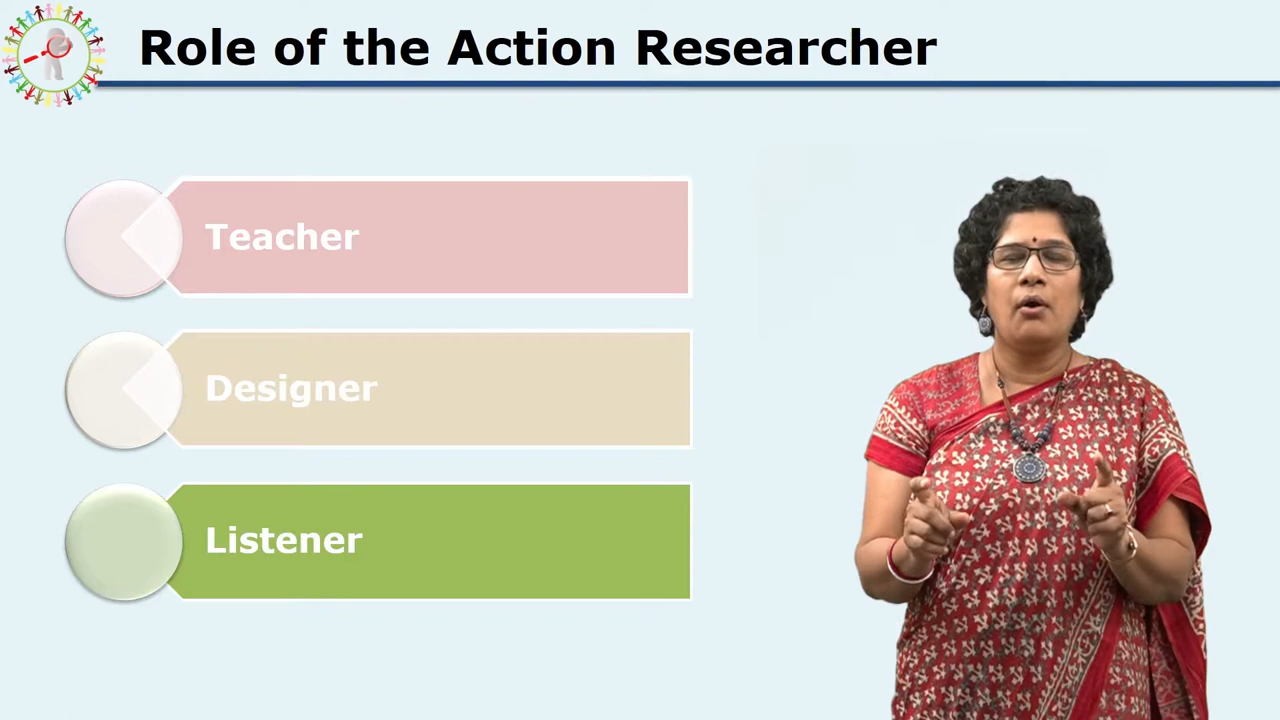 Role of the Action Researcher
Teacher
Designer
Listener